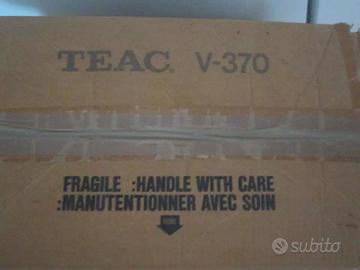 TEAC. V-370
FRAGILE :HANDLE WITH CARE
:MANUTENTIONNER AVEC SOIN
subito